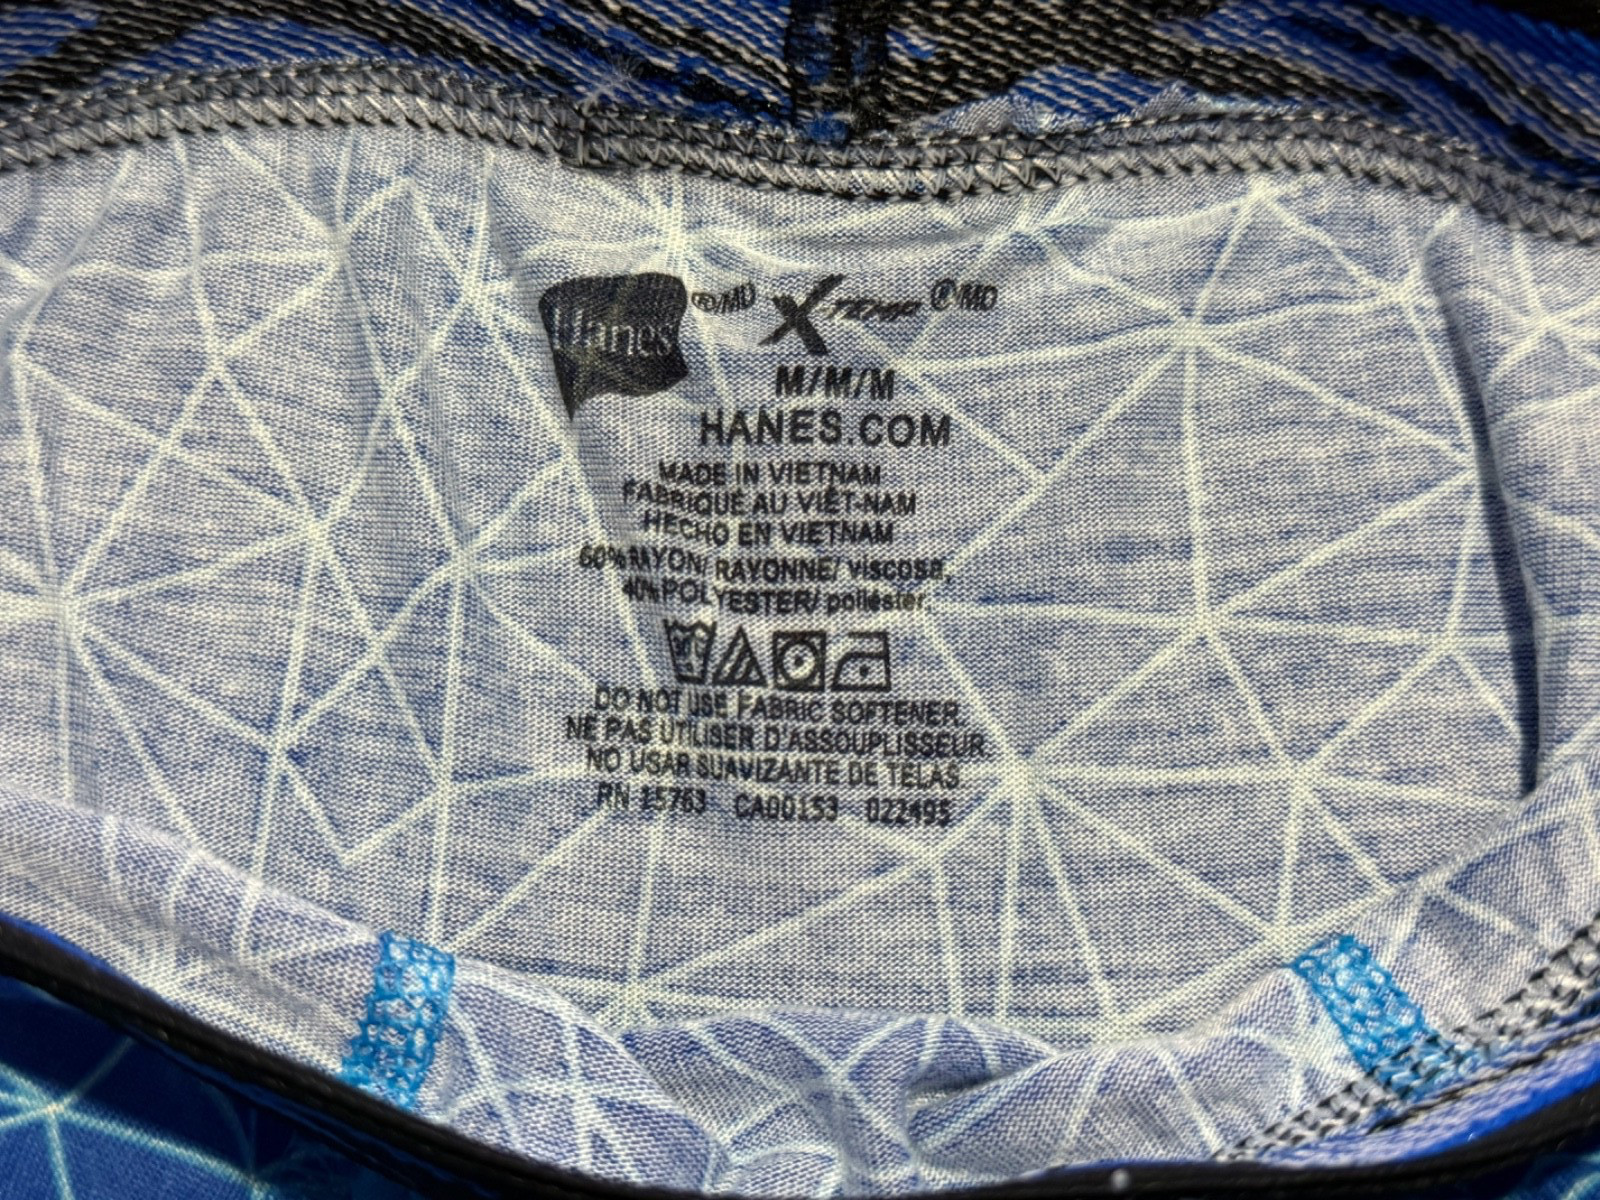 Hanes ®/MD X-TEMP ®/MD
M/M/M
HANES.COM
MADE IN VIETNAM
FABRIQUÉ AU VIÊT-NAM
HECHO EN VIETNAM
60% RAYON/ RAYONNE/ viscosa,
40% POLYESTER/ poliéster,
30°C
DO NOT USE FABRIC SOFTENER.
NE PAS UTILISER D'ASSOUPLISSEUR.
NO USAR SUAVIZANTE DE TELAS.
RN 15763 CA00153 022495